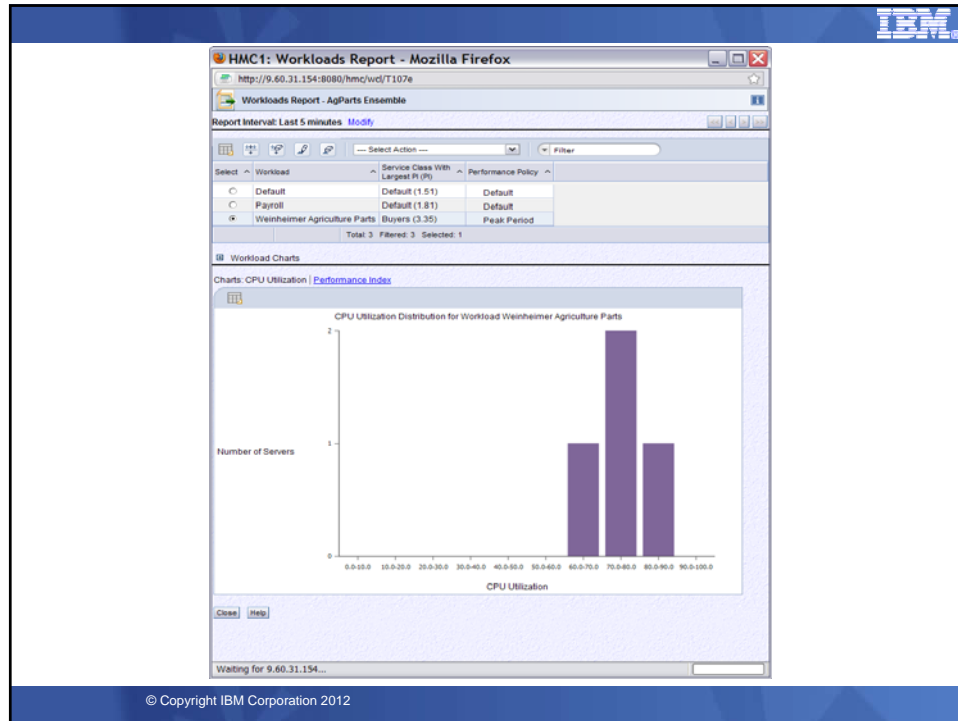 IBM®
HMC1: Workloads Report - Mozilla Firefox
http://9.60.31.154:8080/hmc/wcl/T107e
Workloads Report - AgParts Ensemble
Report Interval: Last 5 minutes Modify
--- Select Action --- Filter
Select Workload Service Class With Largest PI (PI) Performance Policy
Default Default (1.51) Default
Payroll Default (1.81) Default
Weinheimer Agriculture Parts Buyers (3.35) Peak Period
Total: 3 Filtered: 3 Selected: 1
Workload Charts
Charts: CPU Utilization | Performance Index
CPU Utilization Distribution for Workload Weinheimer Agriculture Parts
2
1
Number of Servers
0
0.0-10.0 10.0-20.0 20.0-30.0 30.0-40.0 40.0-50.0 50.0-60.0 60.0-70.0 70.0-80.0 80.0-90.0 90.0-100.0
CPU Utilization
Close Help
Waiting for 9.60.31.154...
© Copyright IBM Corporation 2012